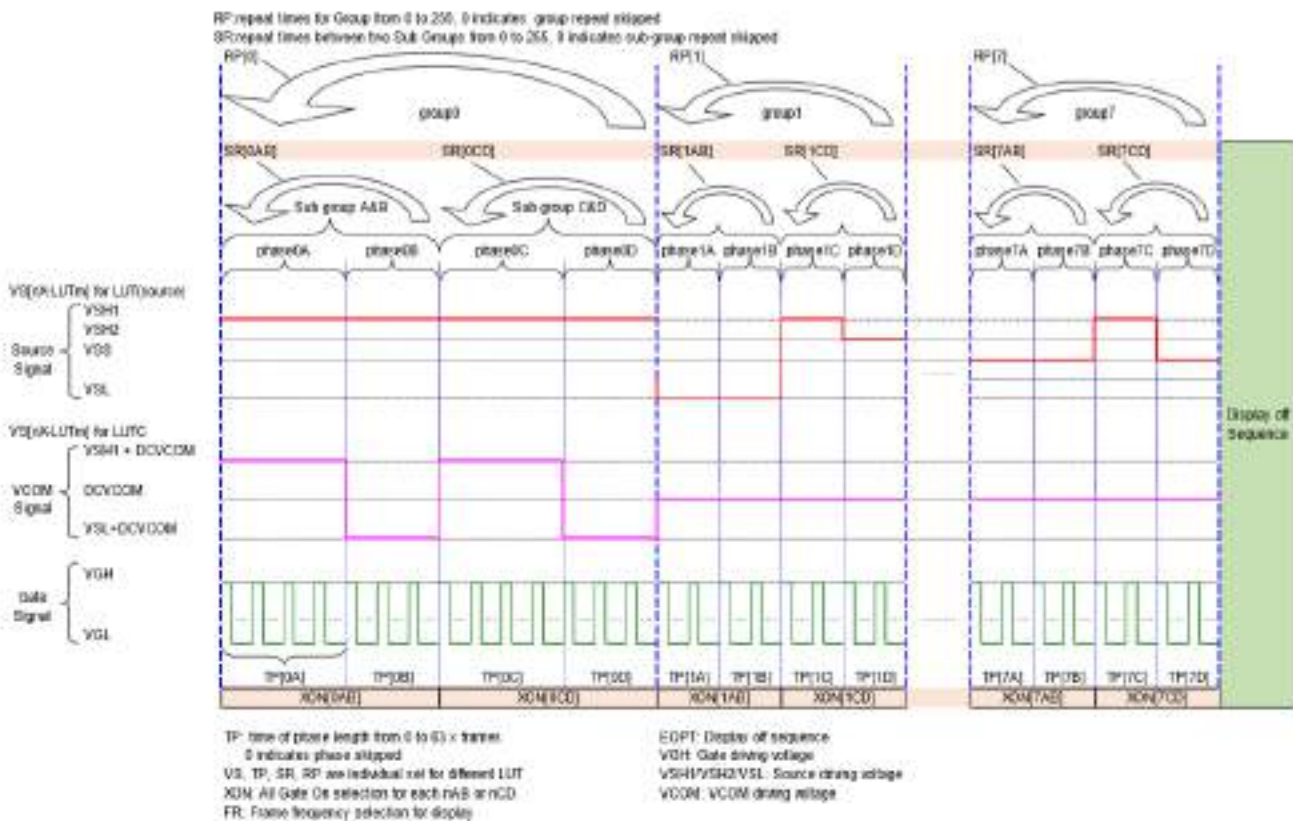 RP:repeat times for Group from 0 to 255, 0 indicates group repeat skipped
SR:repeat times between two Sub Groups from 0 to 255, 0 indicates sub-group repeat skipped
RP[0] RP[1] RP[7]
group0 group1 group7
SR[0AB] SR[0CD] SR[1AB] SR[1CD] SR[7AB] SR[7CD]
Sub group A&B Sub group C&D
phase0A phase0B phase0C phase0D phase1A phase1B phase1C phase1D phase7A phase7B phase7C phase7D
VS[nX-LUTm] for LUT(source)
VSH1
VSH2
Source Signal
VSS
VSL
VS[nX-LUTm] for LUTC
VSH1 + DCVCOM
VCOM Signal
DCVCOM
VSL+DCVCOM
Display off
Sequence
VGH
Gate Signal
VGL
TP[0A] TP[0B] TP[0C] TP[0D] TP[1A] TP[1B] TP[1C] TP[1D] TP[7A] TP[7B] TP[7C] TP[7D]
XON[0AB] XON[0CD] XON[1AB] XON[1CD] XON[7AB] XON[7CD]
TP: time of phase length from 0 to 63 x frames
0 indicates phase skipped
VS, TP, SR, RP are individual set for different LUT
XON: All Gate On selection for each nAB or nCD
FR: Frame frequency selection for display
EOPT: Display off sequence
VGH: Gate driving voltage
VSH1/VSH2/VSL: Source driving voltage
VCOM: VCOM driving voltage